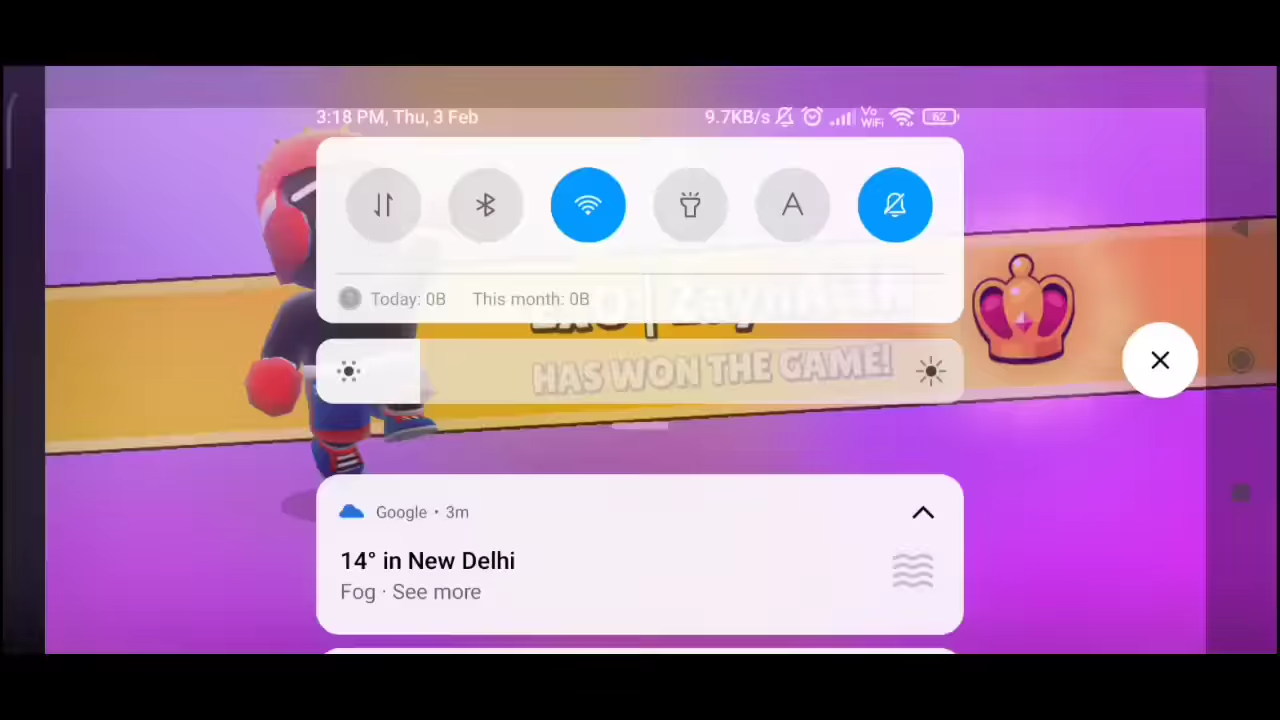 3:18 PM, Thu, 3 Feb
9.7KB/s Vo WiFi 62
A
Today: 0B This month: 0B
HAS WON THE GAME!
Google • 3m
14° in New Delhi
Fog · See more